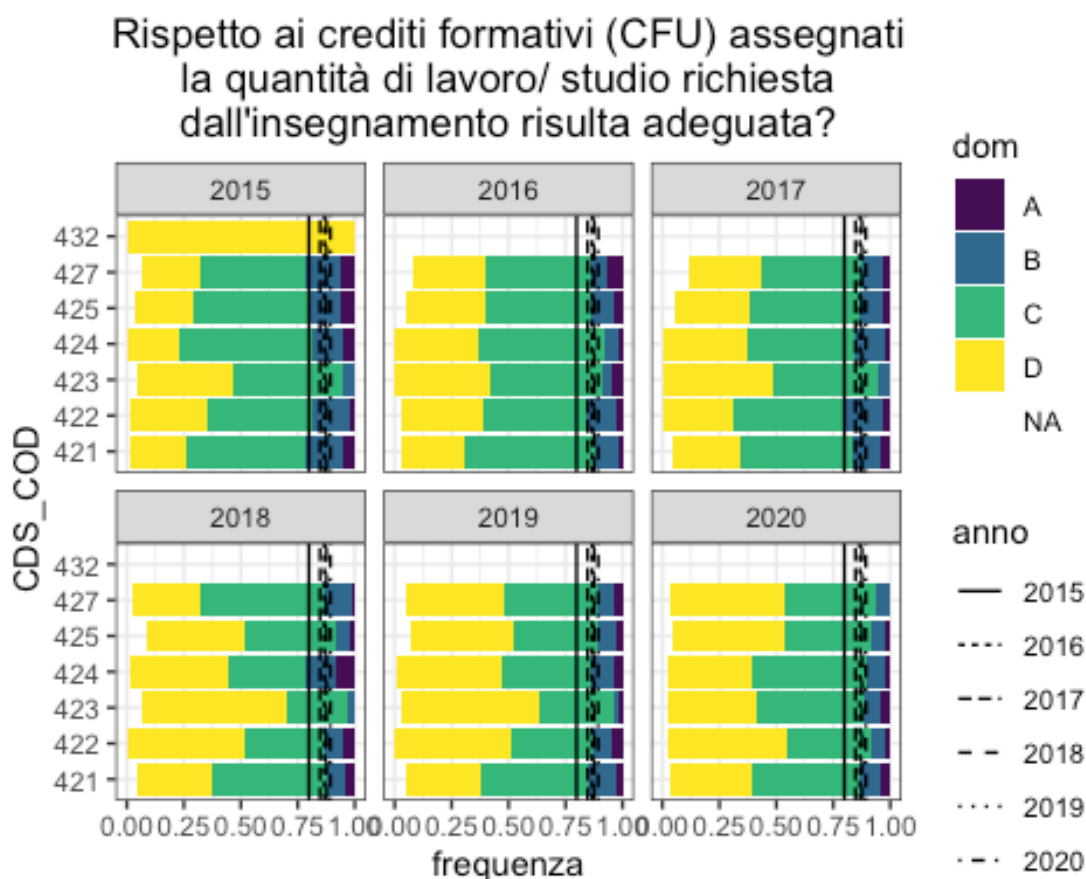 Rispetto ai crediti formativi (CFU) assegnati
la quantità di lavoro/ studio richiesta
dall'insegnamento risulta adeguata?
2015
2016
2017
432
427
425
424
423
422
421
2018
2019
2020
432
427
425
424
423
422
421
CDS_COD
0.00 0.25 0.50 0.75 1.00
0.00 0.25 0.50 0.75 1.00
0.00 0.25 0.50 0.75 1.00
frequenza
dom
A
B
C
D
NA
anno
2015
2016
2017
2018
2019
2020